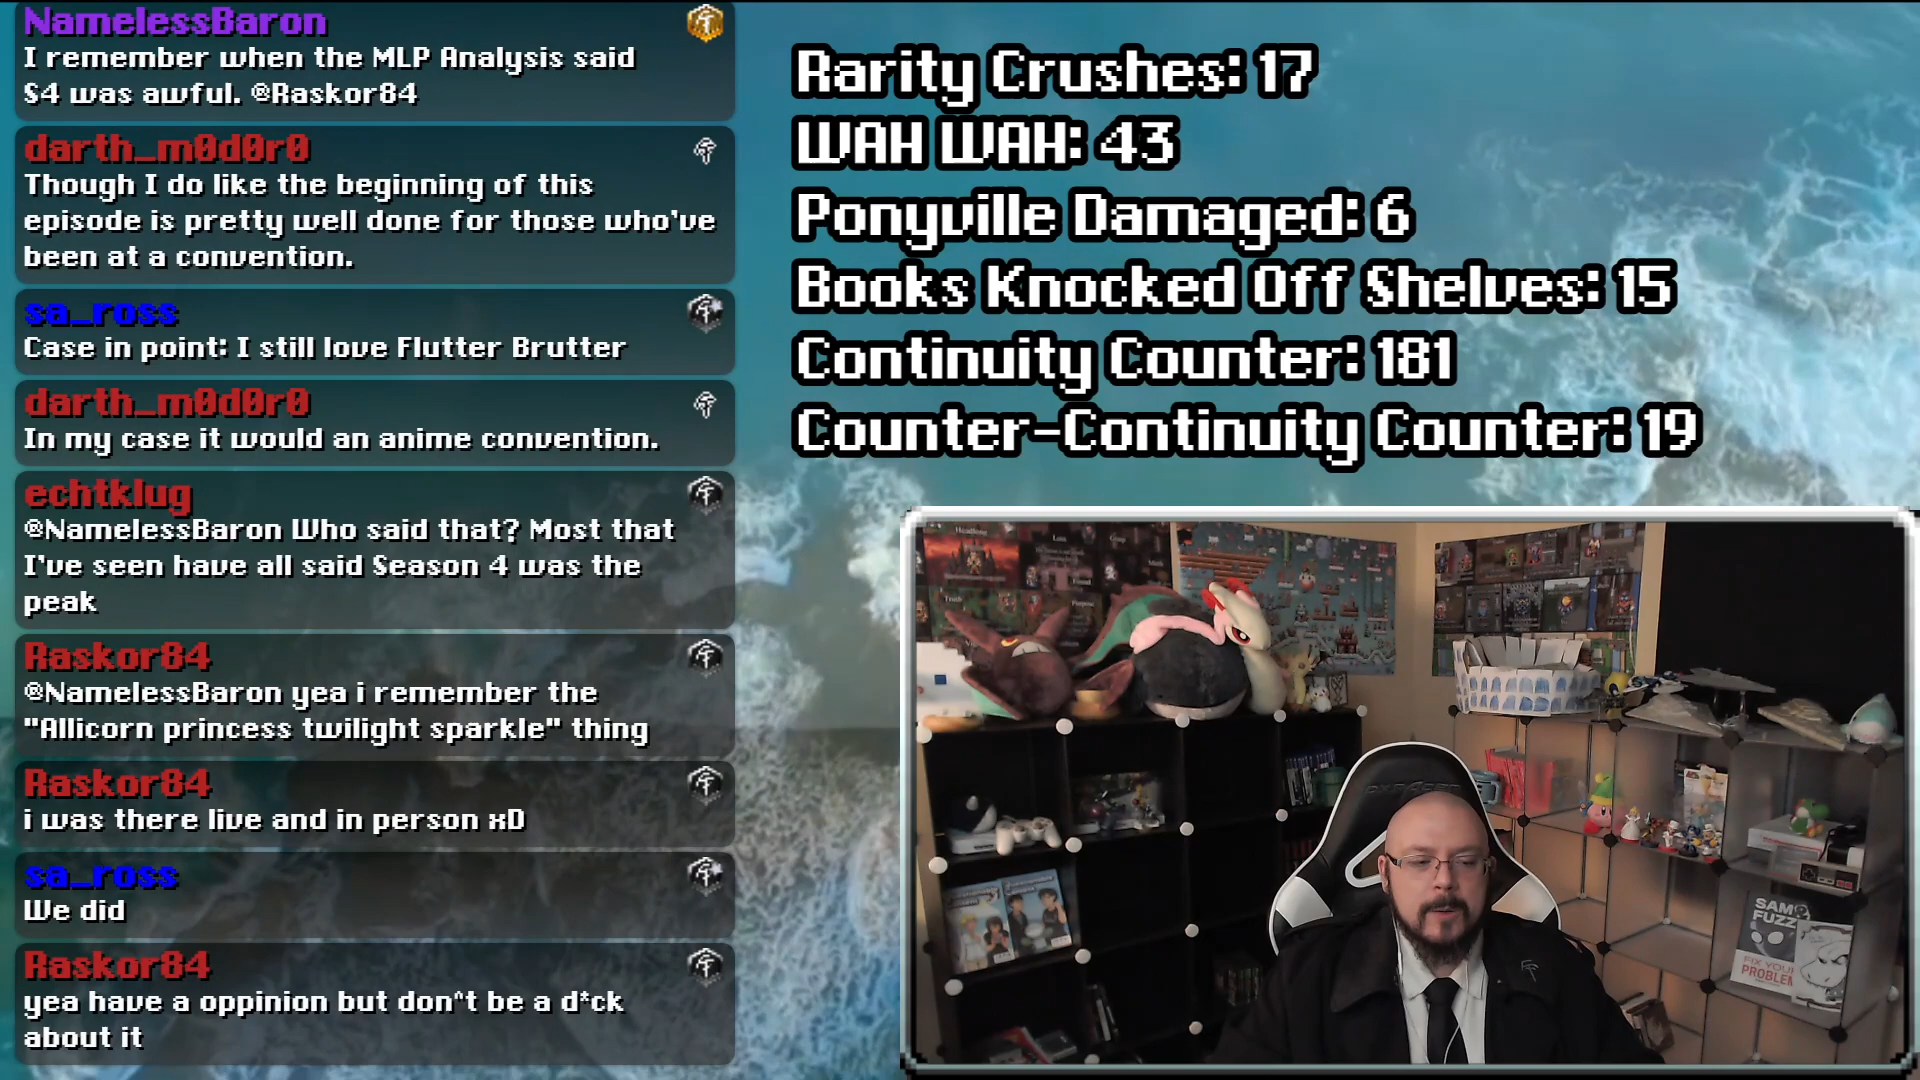 NamelessBaron
I remember when the MLP Analysis said
S4 was awful. @Raskor84
darth_m0d0r0
Though I do like the beginning of this
episode is pretty well done for those who've
been at a convention.
sa_ross
Case in point: I still love Flutter Brutter
darth_m0d0r0
In my case it would an anime convention.
echtklug
@NamelessBaron Who said that? Most that
I've seen have all said Season 4 was the
peak
Raskor84
@NamelessBaron yea i remember the
"Allicorn princess twilight sparkle" thing
Raskor84
i was there live and in person xD
sa_ross
We did
Raskor84
yea have a oppinion but don^t be a d*ck
about it
Rarity Crushes: 17
WAH WAH: 43
Ponyville Damaged: 6
Books Knocked Off Shelves: 15
Continuity Counter: 181
Counter-Continuity Counter: 19
SAM &
FUZZY
FIX YOUR
PROBLEM